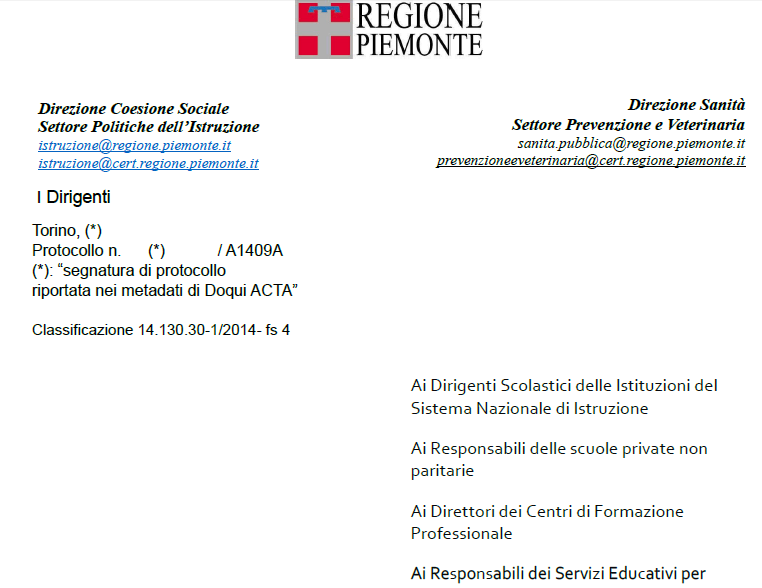 REGIONE
PIEMONTE
Direzione Coesione Sociale
Settore Politiche dell'Istruzione
istruzione@regione.piemonte.it
istruzione@cert.regione.piemonte.it
Direzione Sanità
Settore Prevenzione e Veterinaria
sanita.pubblica@regione.piemonte.it
prevenzioneeveterinaria@cert.regione.piemonte.it
I Dirigenti
Torino, (*)
Protocollo n. (*) / A1409A
(*): “segnatura di protocollo
riportata nei metadati di Doqui ACTA”
Classificazione 14.130.30-1/2014- fs 4
Ai Dirigenti Scolastici delle Istituzioni del
Sistema Nazionale di Istruzione
Ai Responsabili delle scuole private non
paritarie
Ai Direttori dei Centri di Formazione
Professionale
Ai Responsabili dei Servizi Educativi per